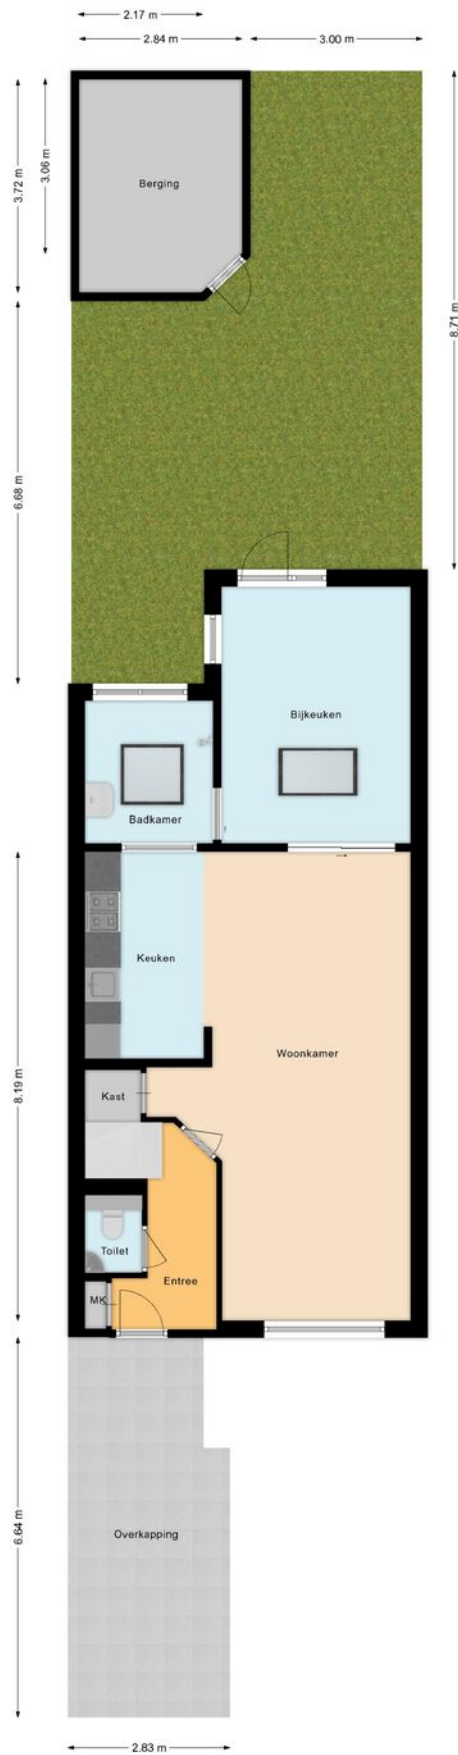 2.17 m
2.84 m
3.00 m
3.72 m
3.06 m
8.71 m
Berging
6.68 m
Bijkeuken
Badkamer
Keuken
Woonkamer
8.19 m
Kast
Toilet
Entree
MK
Overkapping
6.64 m
2.83 m